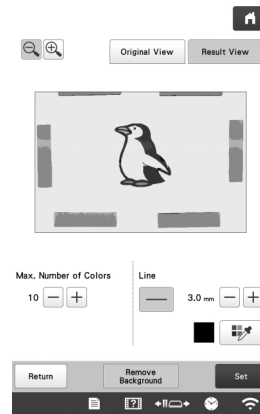 Original View
Result View
Max. Number of Colors
Line
10
3.0 mm
Return
Remove
Background
Set